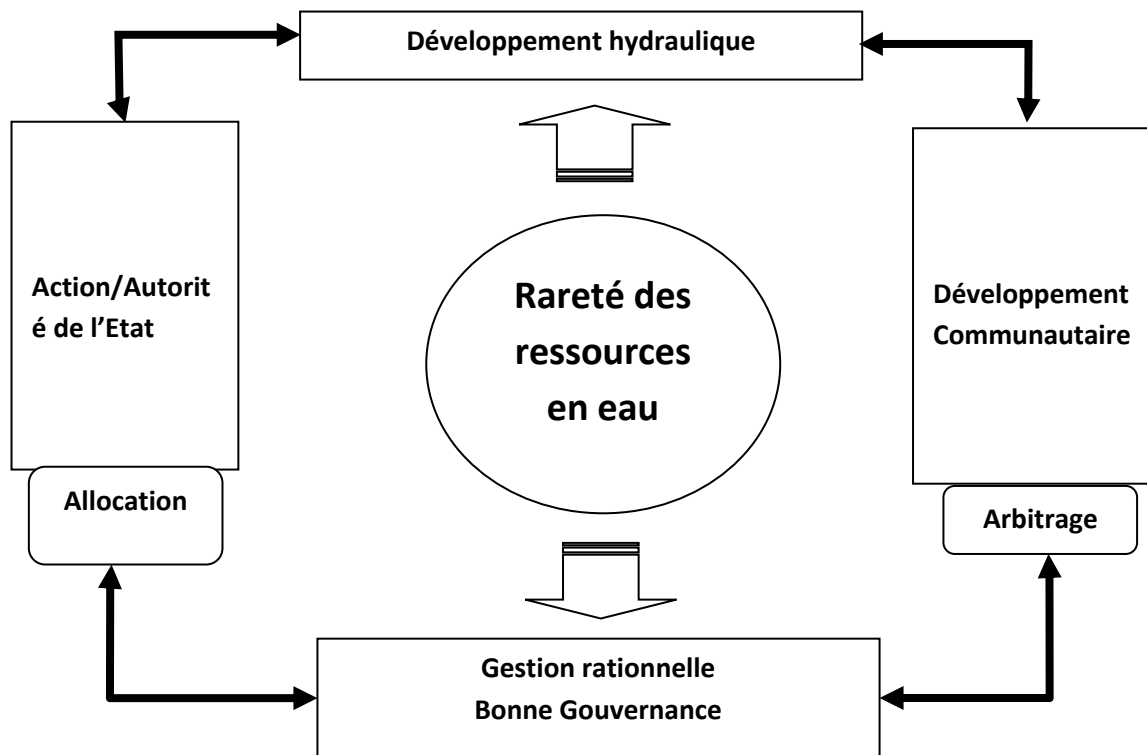 Développement hydraulique
Action/Autorit
é de l’Etat
Rareté des
ressources
en eau
Développement
Communautaire
Allocation
Arbitrage
Gestion rationnelle
Bonne Gouvernance